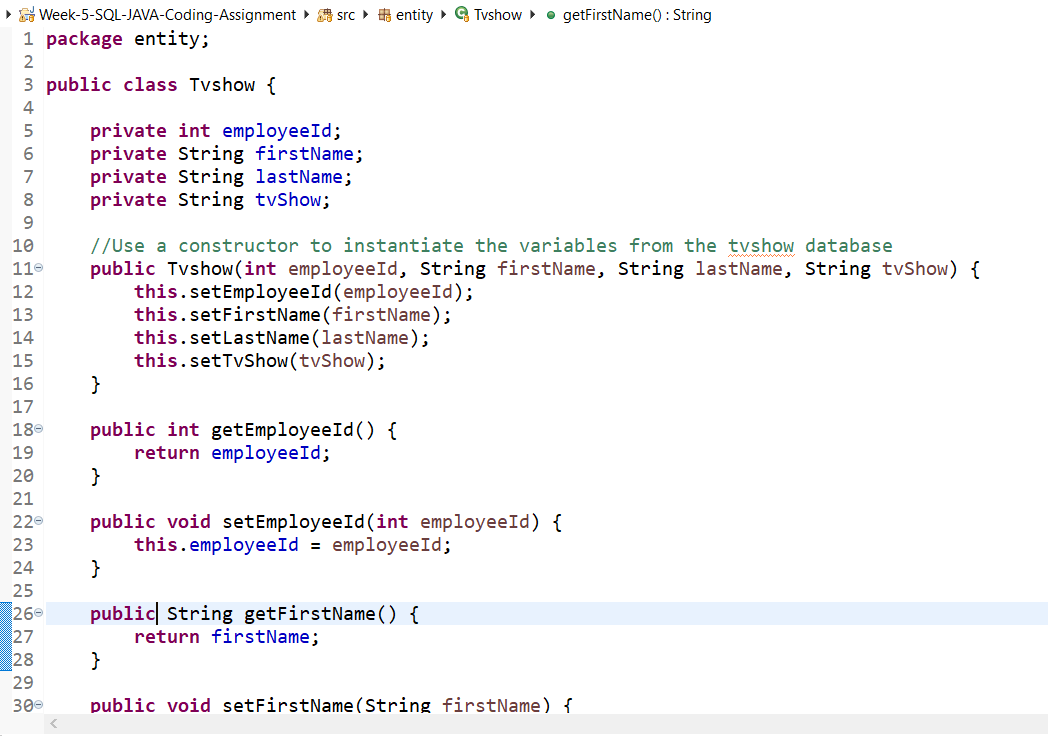 Week-5-SQL-JAVA-Coding-Assignment src entity Tvshow getFirstName() : String
1 package entity;
2
3 public class Tvshow {
4
5     private int employeeId;
6     private String firstName;
7     private String lastName;
8     private String tvShow;
9
10     //Use a constructor to instantiate the variables from the tvshow database
11     public Tvshow(int employeeId, String firstName, String lastName, String tvShow) {
12         this.setEmployeeId(employeeId);
13         this.setFirstName(firstName);
14         this.setLastName(lastName);
15         this.setTvShow(tvShow);
16     }
17
18     public int getEmployeeId() {
19         return employeeId;
20     }
21
22     public void setEmployeeId(int employeeId) {
23         this.employeeId = employeeId;
24     }
25
26     public String getFirstName() {
27         return firstName;
28     }
29
30     public void setFirstName(String firstName) {